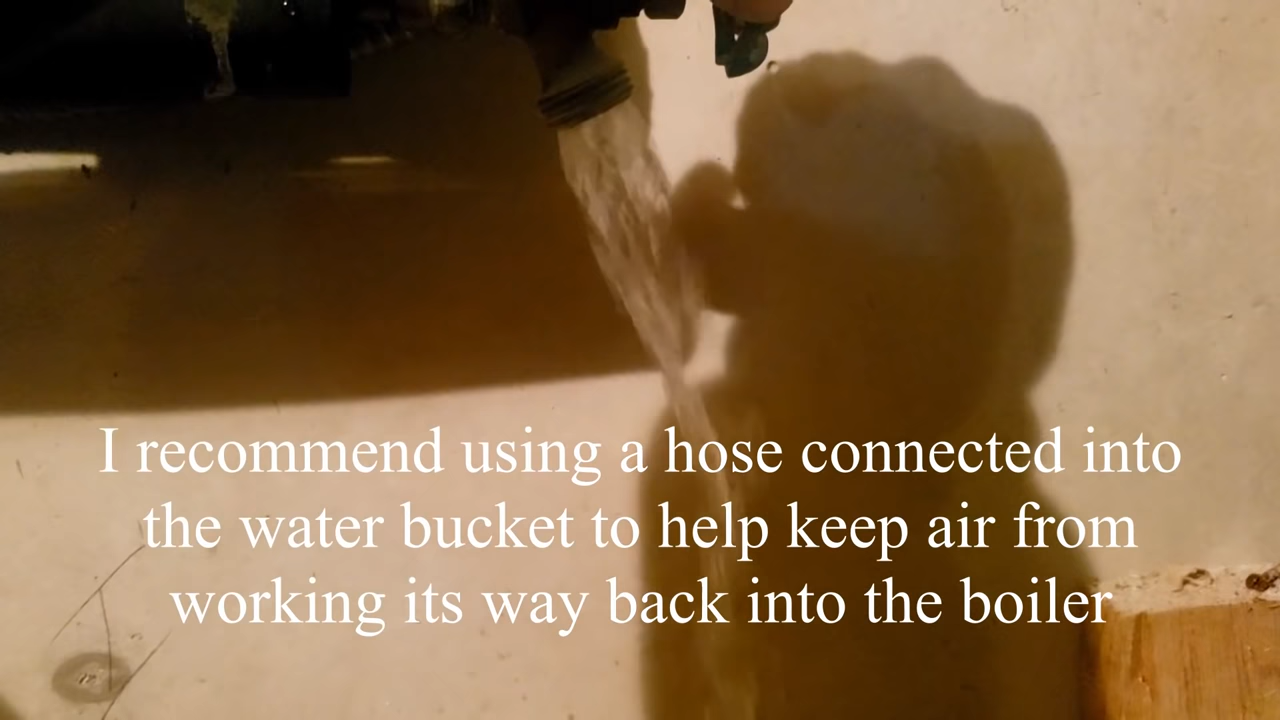 I recommend using a hose connected into
the water bucket to help keep air from
working its way back into the boiler